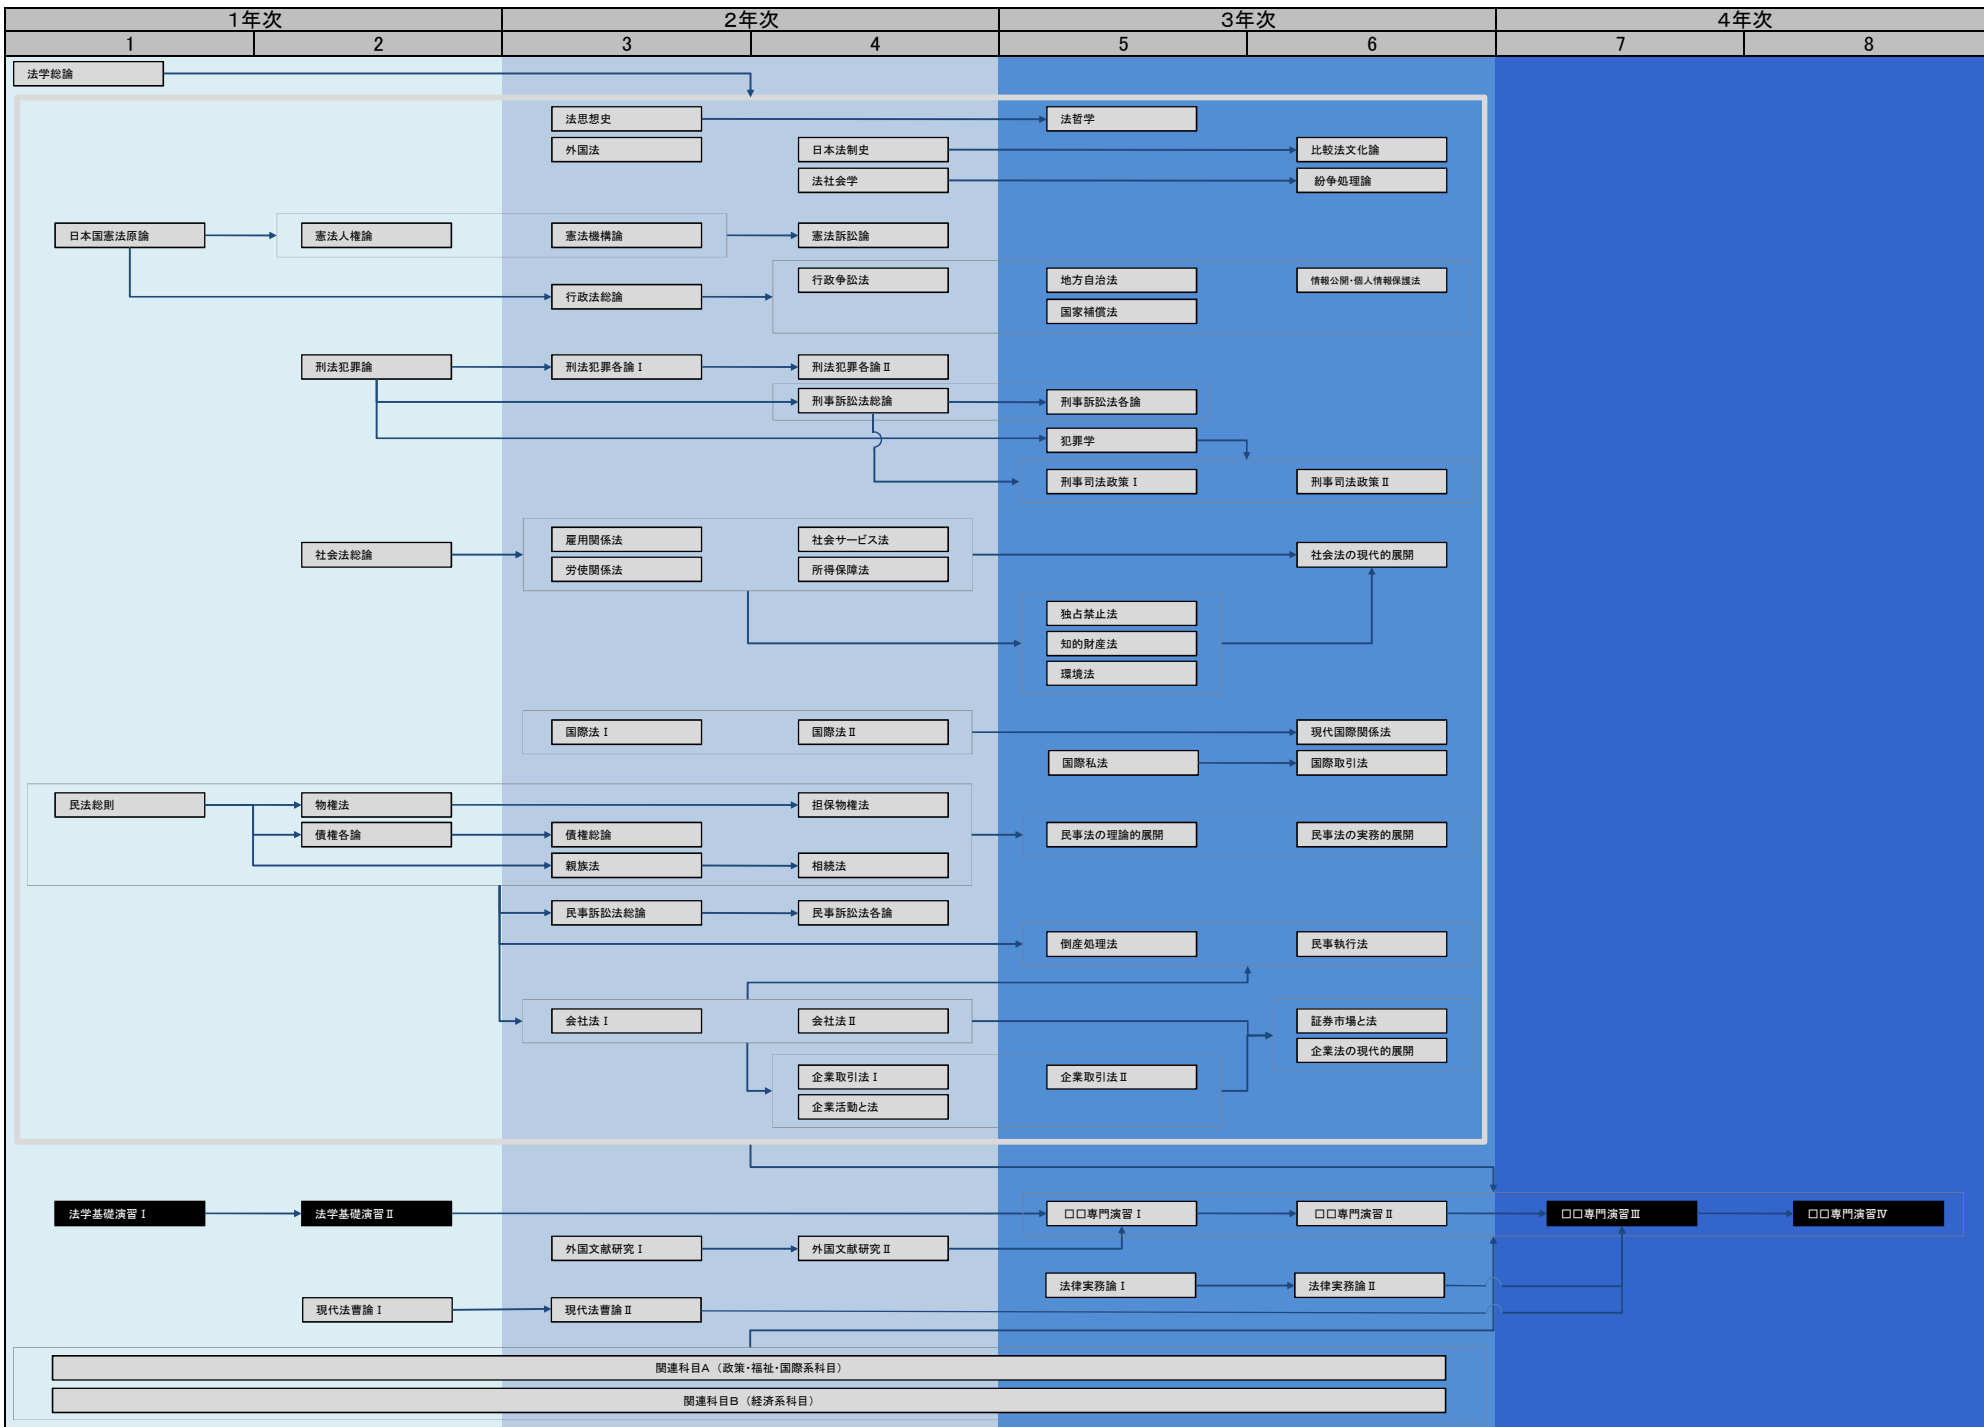 1年次 2年次 3年次 4年次
1 2 3 4 5 6 7 8
法学総論
法思想史 法哲学
外国法 日本法制史 比較法文化論
法社会学 紛争処理論
日本国憲法原論 憲法人権論 憲法機構論 憲法訴訟論
行政争訟法 地方自治法 情報公開・個人情報保護法
行政法総論
国家補償法
刑法犯罪論 刑法犯罪各論Ⅰ 刑法犯罪各論Ⅱ
刑事訴訟法総論 刑事訴訟法各論
犯罪学
刑事司法政策Ⅰ 刑事司法政策Ⅱ
雇用関係法 社会サービス法
社会法総論 社会法の現代的展開
労使関係法 所得保障法
独占禁止法
知的財産法
環境法
国際法Ⅰ 国際法Ⅱ 現代国際関係法
国際私法 国際取引法
民法総則 物権法 担保物権法
債権各論 債権総論 民事法の理論的展開 民事法の実務的展開
親族法 相続法
民事訴訟法総論 民事訴訟法各論
倒産処理法 民事執行法
会社法Ⅰ 会社法Ⅱ 証券市場と法
企業法の現代的展開
企業取引法Ⅰ 企業取引法Ⅱ
企業活動と法
法学基礎演習Ⅰ 法学基礎演習Ⅱ □□専門演習Ⅰ □□専門演習Ⅱ □□専門演習Ⅲ □□専門演習Ⅳ
外国文献研究Ⅰ 外国文献研究Ⅱ
法律実務論Ⅰ 法律実務論Ⅱ
現代法曹論Ⅰ 現代法曹論Ⅱ
関連科目A（政策・福祉・国際系科目）
関連科目B（経済系科目）